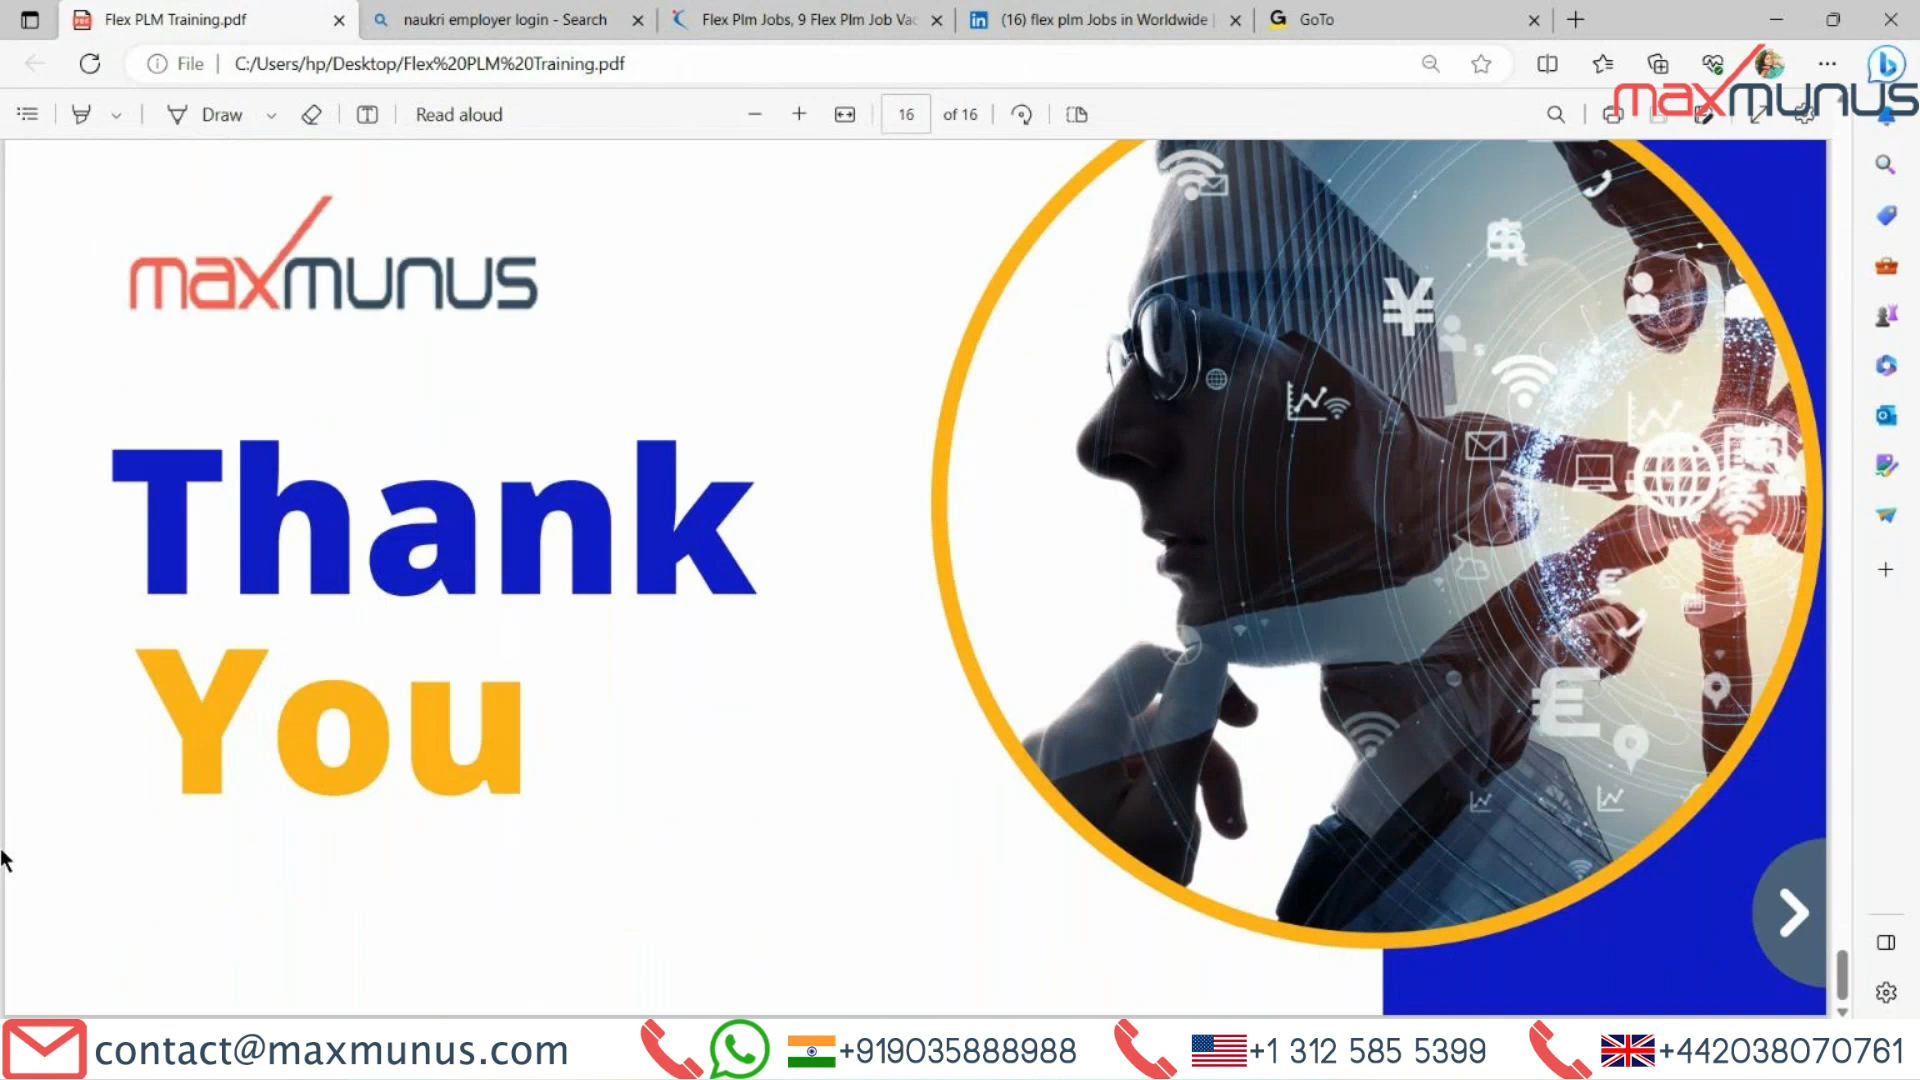 Flex PLM Training.pdf
naukri employer login - Search
Flex Plm Jobs, 9 Flex Plm Job Vac
(16) flex plm Jobs in Worldwide |
GoTo
File | C:/Users/hp/Desktop/Flex%20PLM%20Training.pdf
maxmunus
Draw
Read aloud
16 of 16
maxmunus
Thank
You
contact@maxmunus.com
+919035888988
+1 312 585 5399
+442038070761